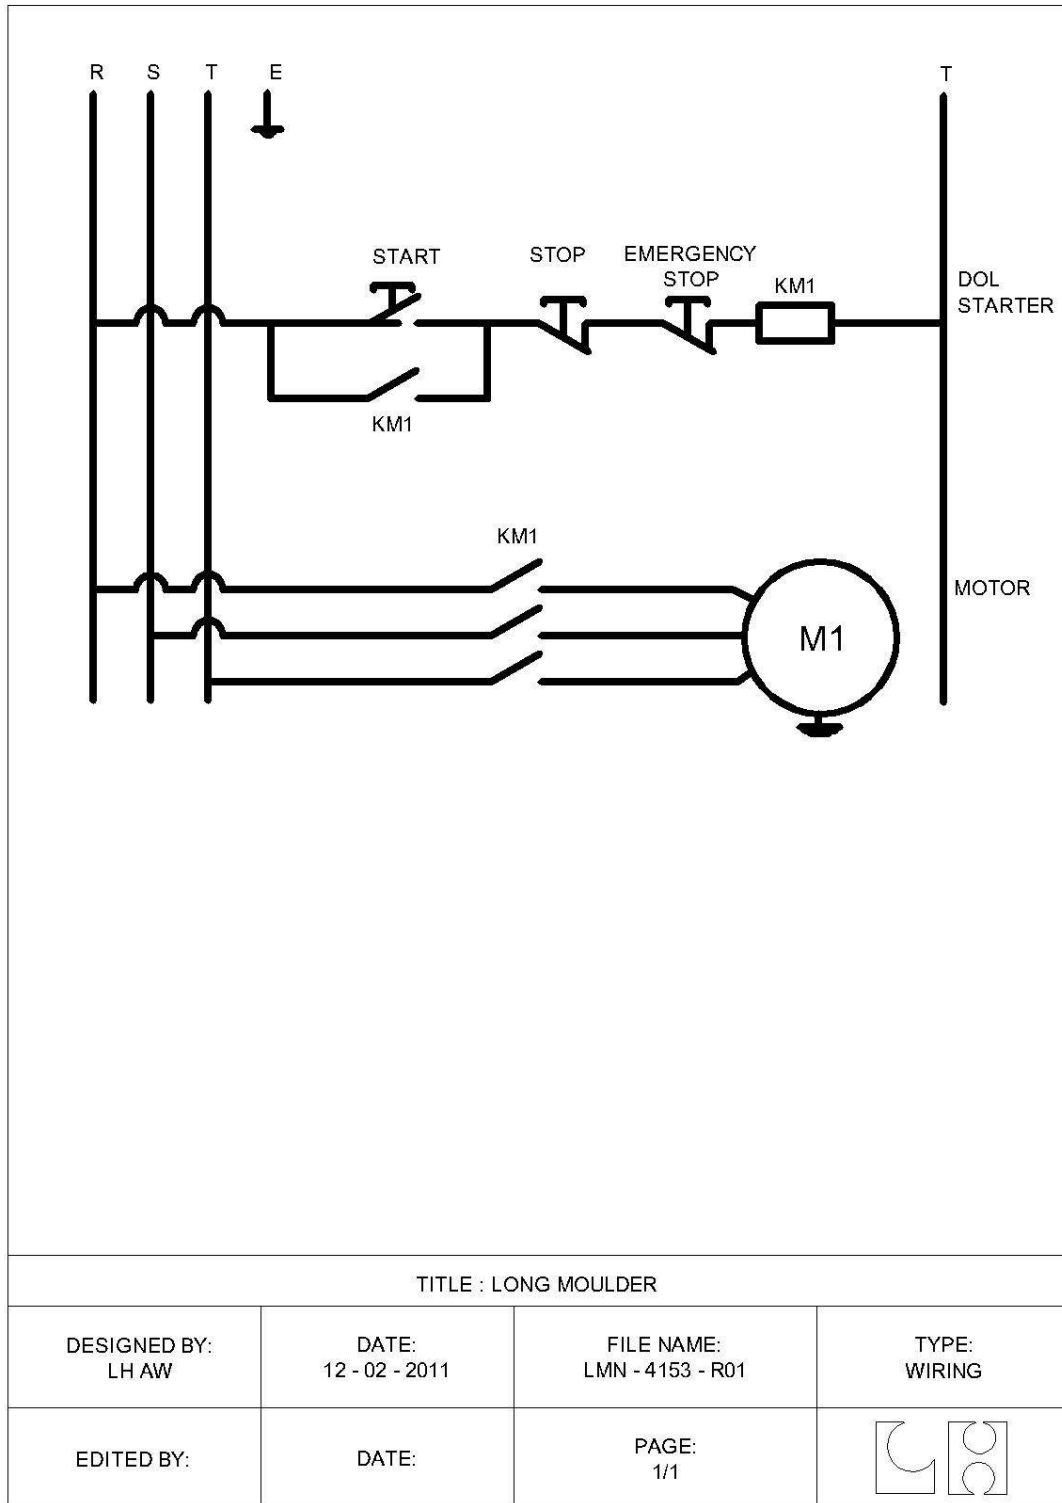 R S T E T
START
STOP
EMERGENCY
STOP
KM1
DOL
STARTER
KM1
KM1
MOTOR
M1
TITLE : LONG MOULDER
DESIGNED BY:
LH AW
DATE:
12 - 02 - 2011
FILE NAME:
LMN - 4153 - R01
TYPE:
WIRING
EDITED BY:
DATE:
PAGE:
1/1